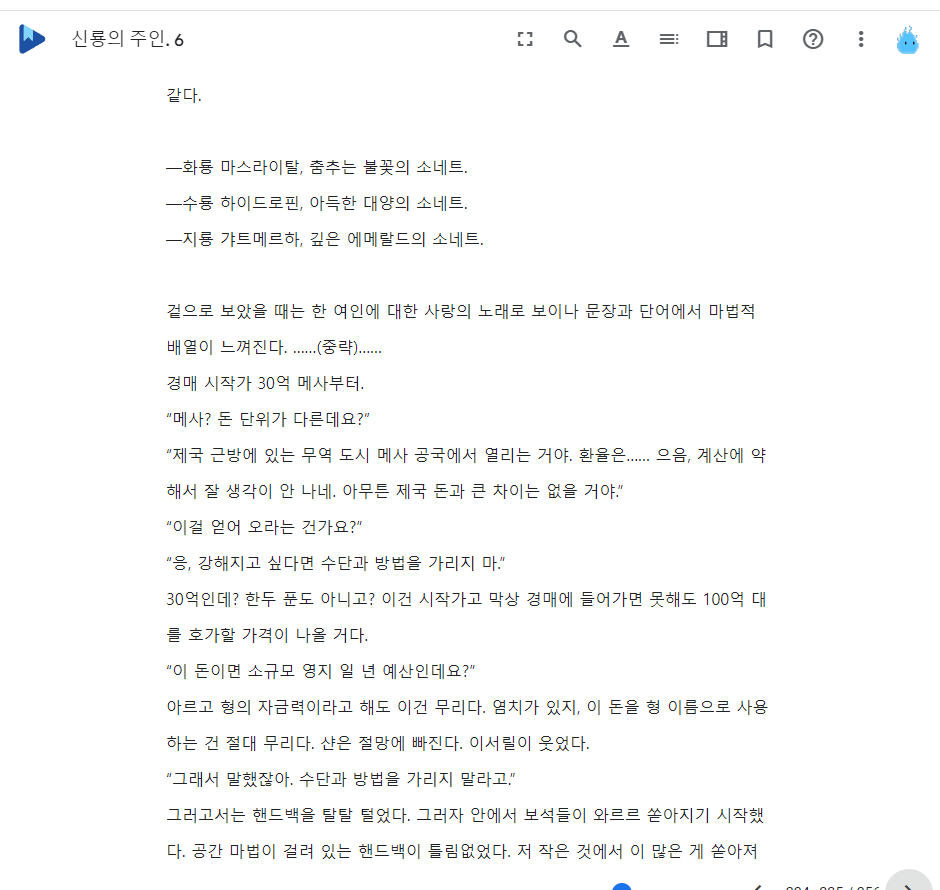 신룡의 주인. 6
같다.
―화룡 마스라이탈, 춤추는 불꽃의 소네트.
―수룡 하이드로핀, 아득한 대양의 소네트.
―지룡 갸트메르하, 깊은 에메랄드의 소네트.
겉으로 보았을 때는 한 여인에 대한 사랑의 노래로 보이나 문장과 단어에서 마법적
배열이 느껴진다. ……(중략)……
경매 시작가 30억 메사부터.
“메사? 돈 단위가 다른데요?”
“제국 근방에 있는 무역 도시 메사 공국에서 열리는 거야. 환율은…… 으음, 계산에 약
해서 잘 생각이 안 나네. 아무튼 제국 돈과 큰 차이는 없을 거야.”
“이걸 얻어 오라는 건가요?”
“응, 강해지고 싶다면 수단과 방법을 가리지 마.”
30억인데? 한두 푼도 아니고? 이건 시작가고 막상 경매에 들어가면 못해도 100억 대
를 호가할 가격이 나올 거다.
“이 돈이면 소규모 영지 일 년 예산인데요?”
아르고 형의 자금력이라고 해도 이건 무리다. 염치가 있지, 이 돈을 형 이름으로 사용
하는 건 절대 무리다. 샨은 절망에 빠진다. 이서릴이 웃었다.
“그래서 말했잖아. 수단과 방법을 가리지 말라고.”
그러고서는 핸드백을 탈탈 털었다. 그러자 안에서 보석들이 와르르 쏟아지기 시작했
다. 공간 마법이 걸려 있는 핸드백이 틀림없었다. 저 작은 것에서 이 많은 게 쏟아져